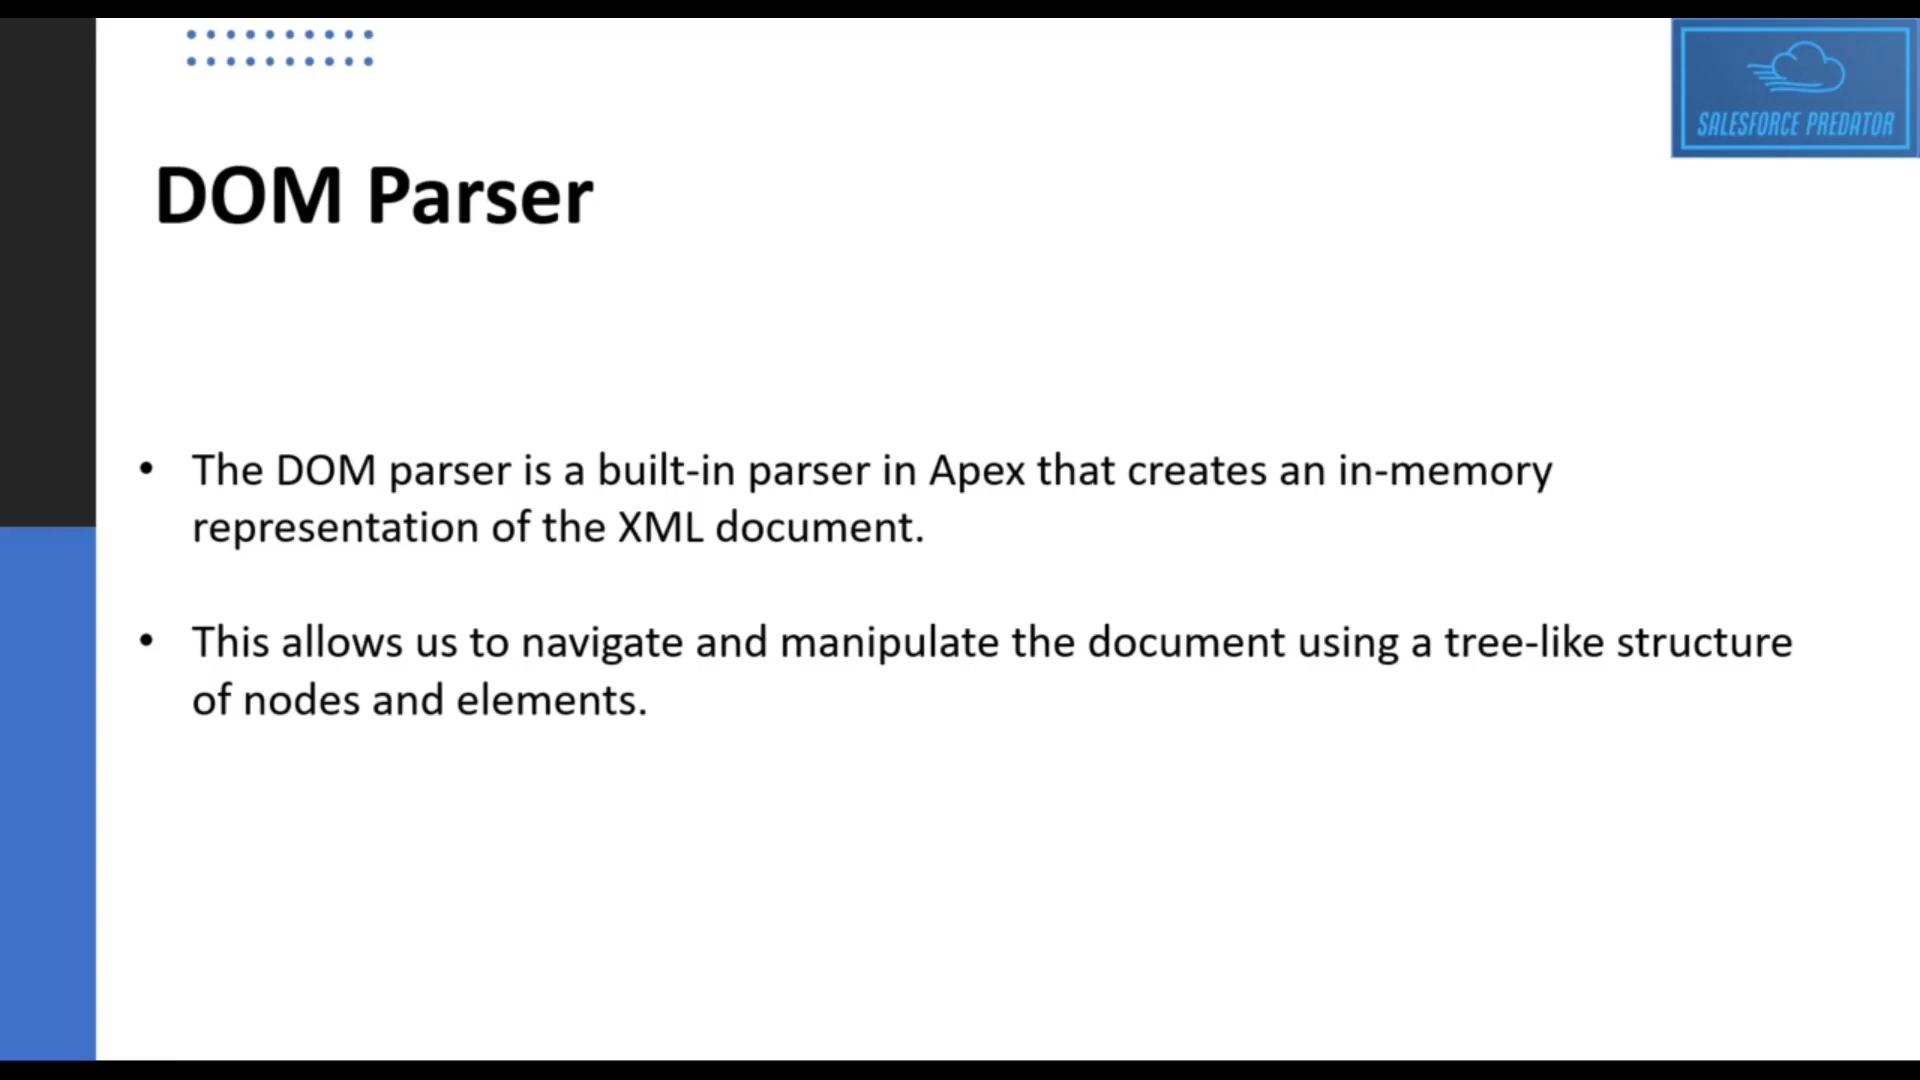 SALESFORCE PREDATOR
DOM Parser
• The DOM parser is a built-in parser in Apex that creates an in-memory
representation of the XML document.
• This allows us to navigate and manipulate the document using a tree-like structure
of nodes and elements.